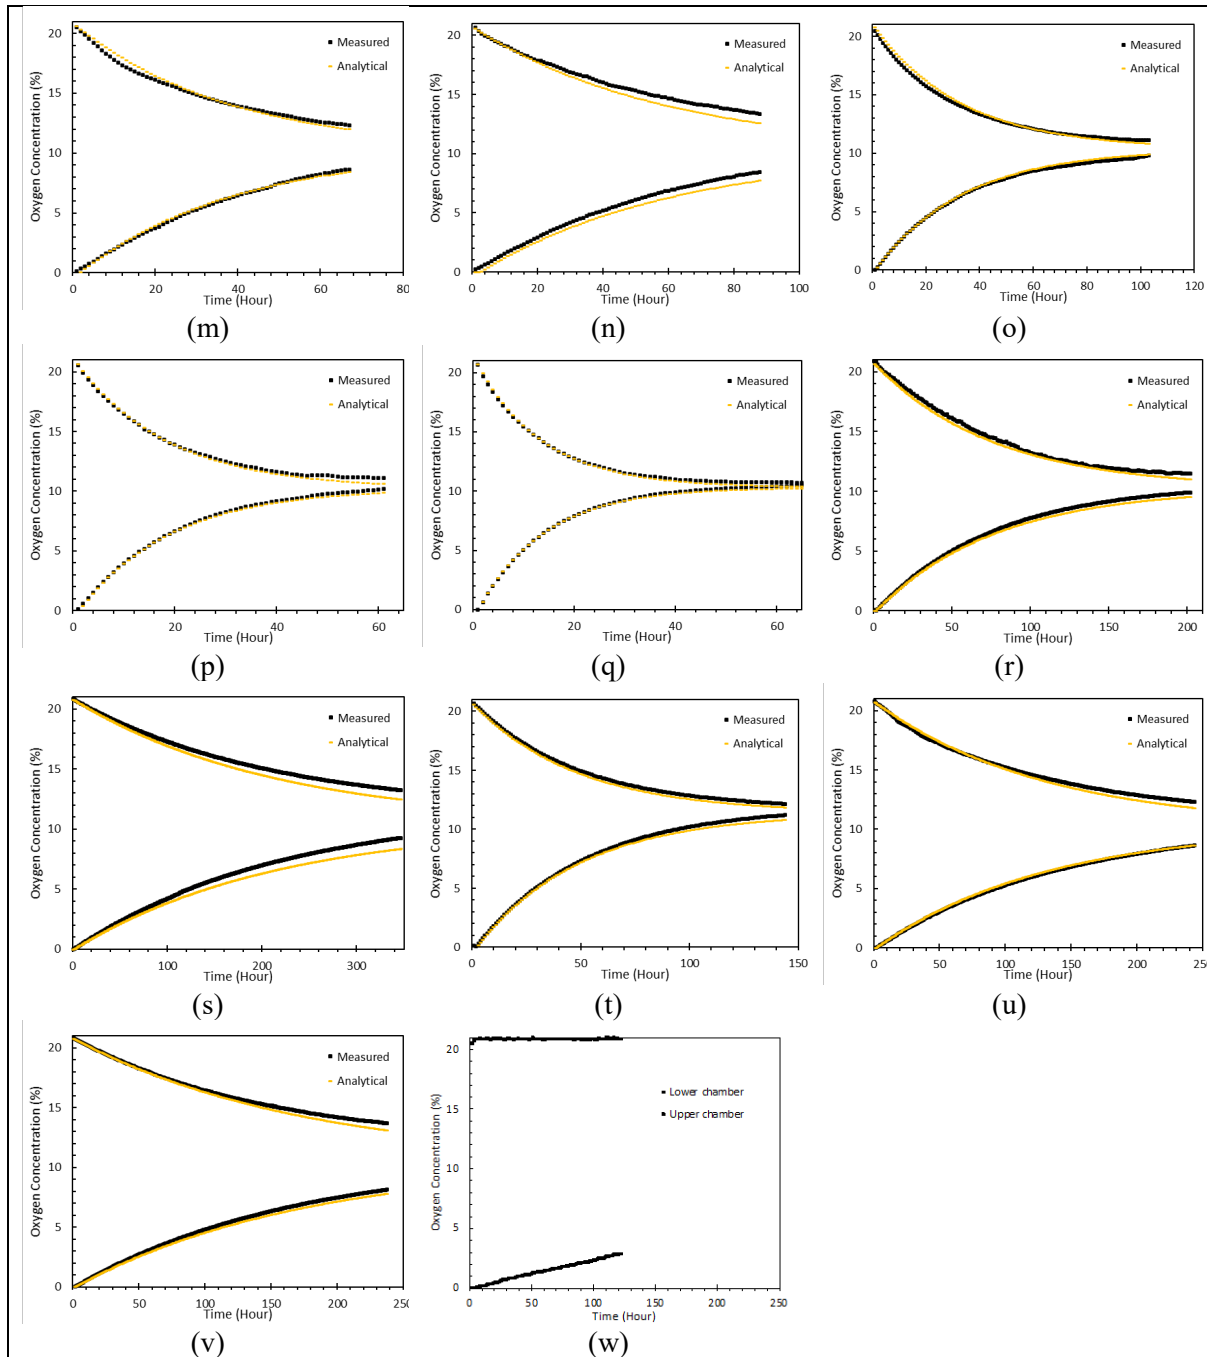 20
15
10
5
0
Oxygen Concentration (%)
Measured
Analytical
0 20 40 60 80
Time (Hour)
(m)
20
15
10
5
0
Oxygen Concentration (%)
Measured
Analytical
0 20 40 60 80 100
Time (Hour)
(n)
20
15
10
5
0
Oxygen Concentration (%)
Measured
Analytical
0 20 40 60 80 100 120
Time (Hour)
(o)
20
15
10
5
0
Oxygen Concentration (%)
Measured
Analytical
0 20 40 60
Time (Hour)
(p)
20
15
10
5
0
Oxygen Concentration (%)
Measured
Analytical
0 20 40 60
Time (Hour)
(q)
20
15
10
5
0
Oxygen Concentration (%)
Measured
Analytical
0 50 100 150 200
Time (Hour)
(r)
20
15
10
5
0
Oxygen Concentration (%)
Measured
Analytical
0 100 200 300
Time (Hour)
(s)
20
15
10
5
0
Oxygen Concentration (%)
Measured
Analytical
0 50 100 150
Time (Hour)
(t)
20
15
10
5
0
Oxygen Concentration (%)
Measured
Analytical
0 50 100 150 200 250
Time (Hour)
(u)
20
15
10
5
0
Oxygen Concentration (%)
Measured
Analytical
0 50 100 150 200 250
Time (Hour)
(v)
20
15
10
5
0
Oxygen Concentration (%)
Lower chamber
Upper chamber
0 50 100 150 200 250
Time (Hour)
(w)